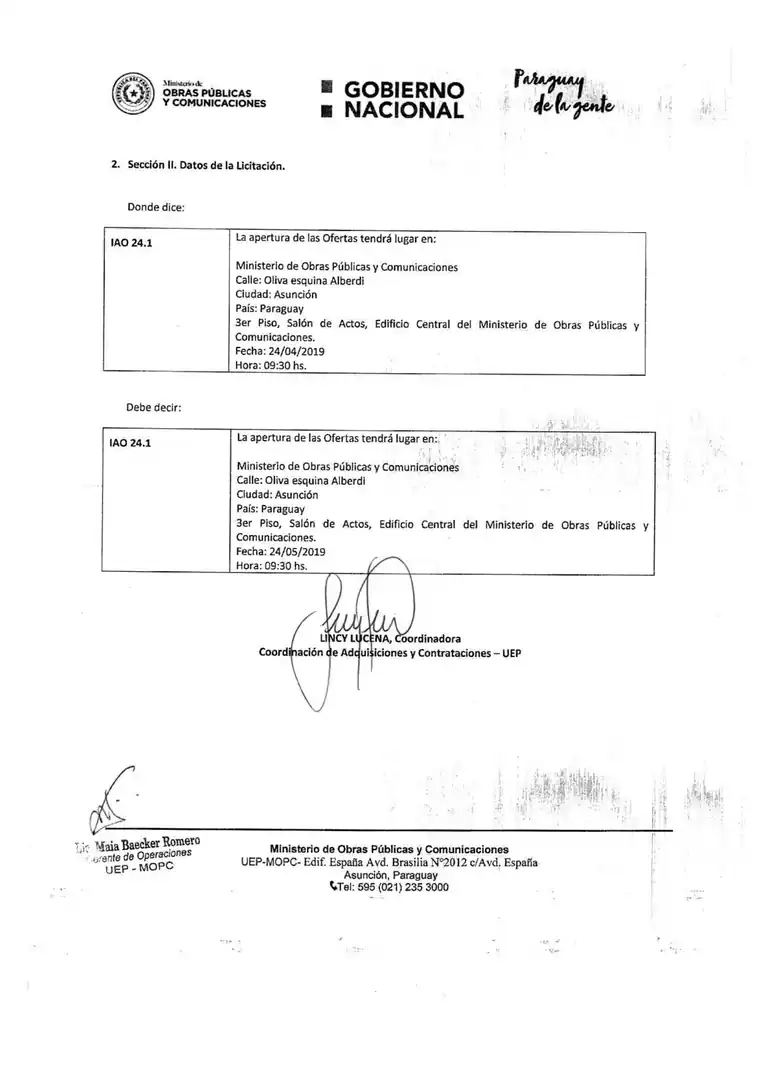 Ministerio de
OBRAS PÚBLICAS
Y COMUNICACIONES
GOBIERNO
NACIONAL
Paraguay
de la gente
2. Sección II. Datos de la Licitación.
Donde dice:
IAO 24.1
La apertura de las Ofertas tendrá lugar en:
Ministerio de Obras Públicas y Comunicaciones
Calle: Oliva esquina Alberdi
Ciudad: Asunción
País: Paraguay
3er Piso, Salón de Actos, Edificio Central del Ministerio de Obras Públicas y
Comunicaciones.
Fecha: 24/04/2019
Hora: 09:30 hs.
Debe decir:
IAO 24.1
La apertura de las Ofertas tendrá lugar en:
Ministerio de Obras Públicas y Comunicaciones
Calle: Oliva esquina Alberdi
Ciudad: Asunción
País: Paraguay
3er Piso, Salón de Actos, Edificio Central del Ministerio de Obras Públicas y
Comunicaciones.
Fecha: 24/05/2019
Hora: 09:30 hs.
LINCY LUCENA, Coordinadora
Coordinación de Adquisiciones y Contrataciones – UEP
Lic Maia Baecker Romero
de Operaciones
UEP - MOPC
Ministerio de Obras Públicas y Comunicaciones
UEP-MOPC- Edif. España Avd. Brasilia N°2012 c/Avd. España
Asunción, Paraguay
Tel: 595 (021) 235 3000